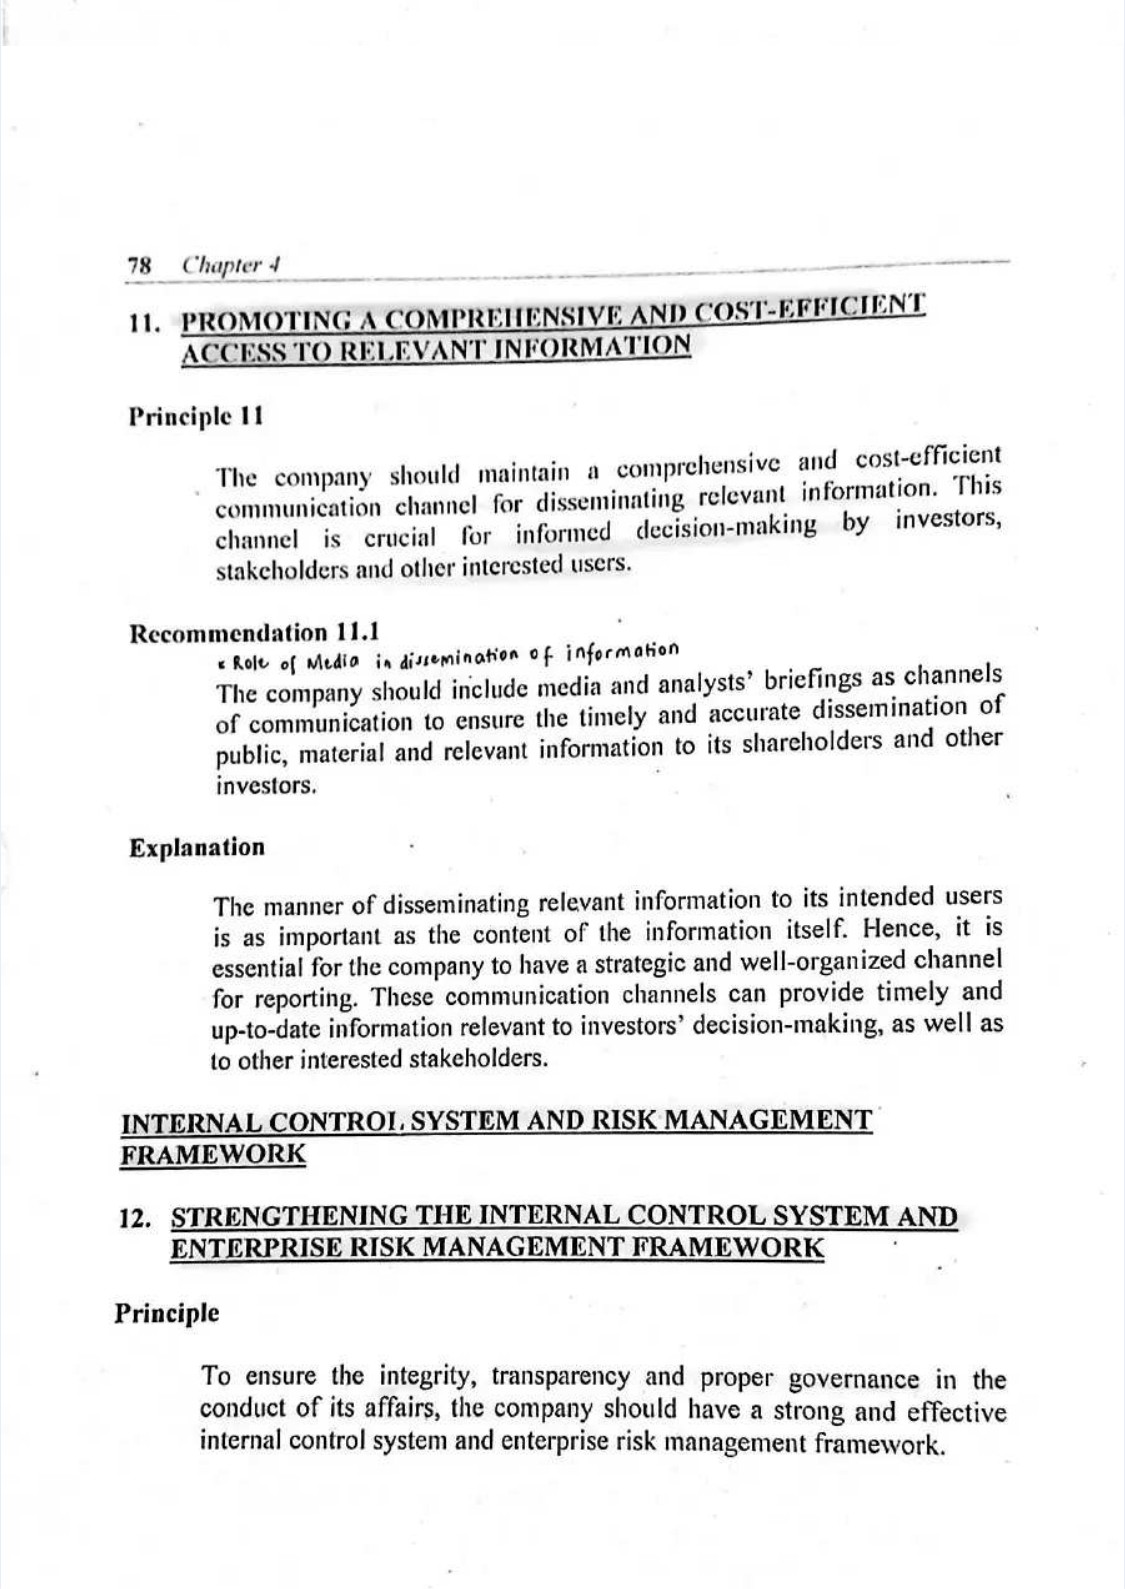 78 Chapter 4
11. PROMOTING A COMPREHENSIVE AND COST-EFFICIENT
ACCESS TO RELEVANT INFORMATION
Principle 11
The company should maintain a comprehensive and cost-efficient
communication channel for disseminating relevant information. This
channel is crucial for informed decision-making by investors,
stakeholders and other interested users.
Recommendation 11.1
* Role of Media in dissemination of information
The company should include media and analysts' briefings as channels
of communication to ensure the timely and accurate dissemination of
public, material and relevant information to its shareholders and other
investors.
Explanation
The manner of disseminating relevant information to its intended users
is as important as the content of the information itself. Hence, it is
essential for the company to have a strategic and well-organized channel
for reporting. These communication channels can provide timely and
up-to-date information relevant to investors' decision-making, as well as
to other interested stakeholders.
INTERNAL CONTROL SYSTEM AND RISK MANAGEMENT
FRAMEWORK
12. STRENGTHENING THE INTERNAL CONTROL SYSTEM AND
ENTERPRISE RISK MANAGEMENT FRAMEWORK
Principle
To ensure the integrity, transparency and proper governance in the
conduct of its affairs, the company should have a strong and effective
internal control system and enterprise risk management framework.